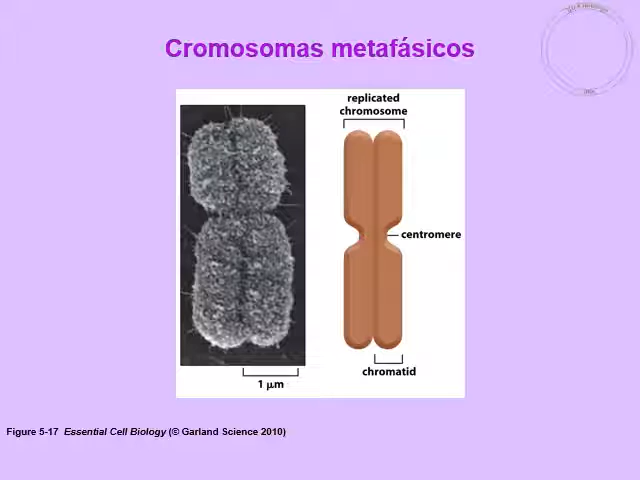 Cromosomas metafásicos
replicated
chromosome
centromere
chromatid
1 μm
Figure 5-17 Essential Cell Biology (© Garland Science 2010)